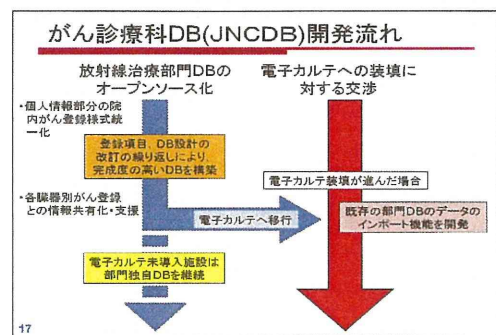 がん診療科DB(JNCDB)開発流れ
放射線治療部門DBの
オープンソース化
電子カルテへの装填に
対する交渉
・個人情報部分の院
内がん登録様式統
一化
登録項目、DB設計の
改訂の繰り返しにより、
完成度の高いDBを構築
電子カルテ装填が進んだ場合
・各臓器別がん登録
との情報共有化・支援
電子カルテへ移行
既存の部門DBのデータの
インポート機能を開発
電子カルテ未導入施設は
部門独自DBを継続
17